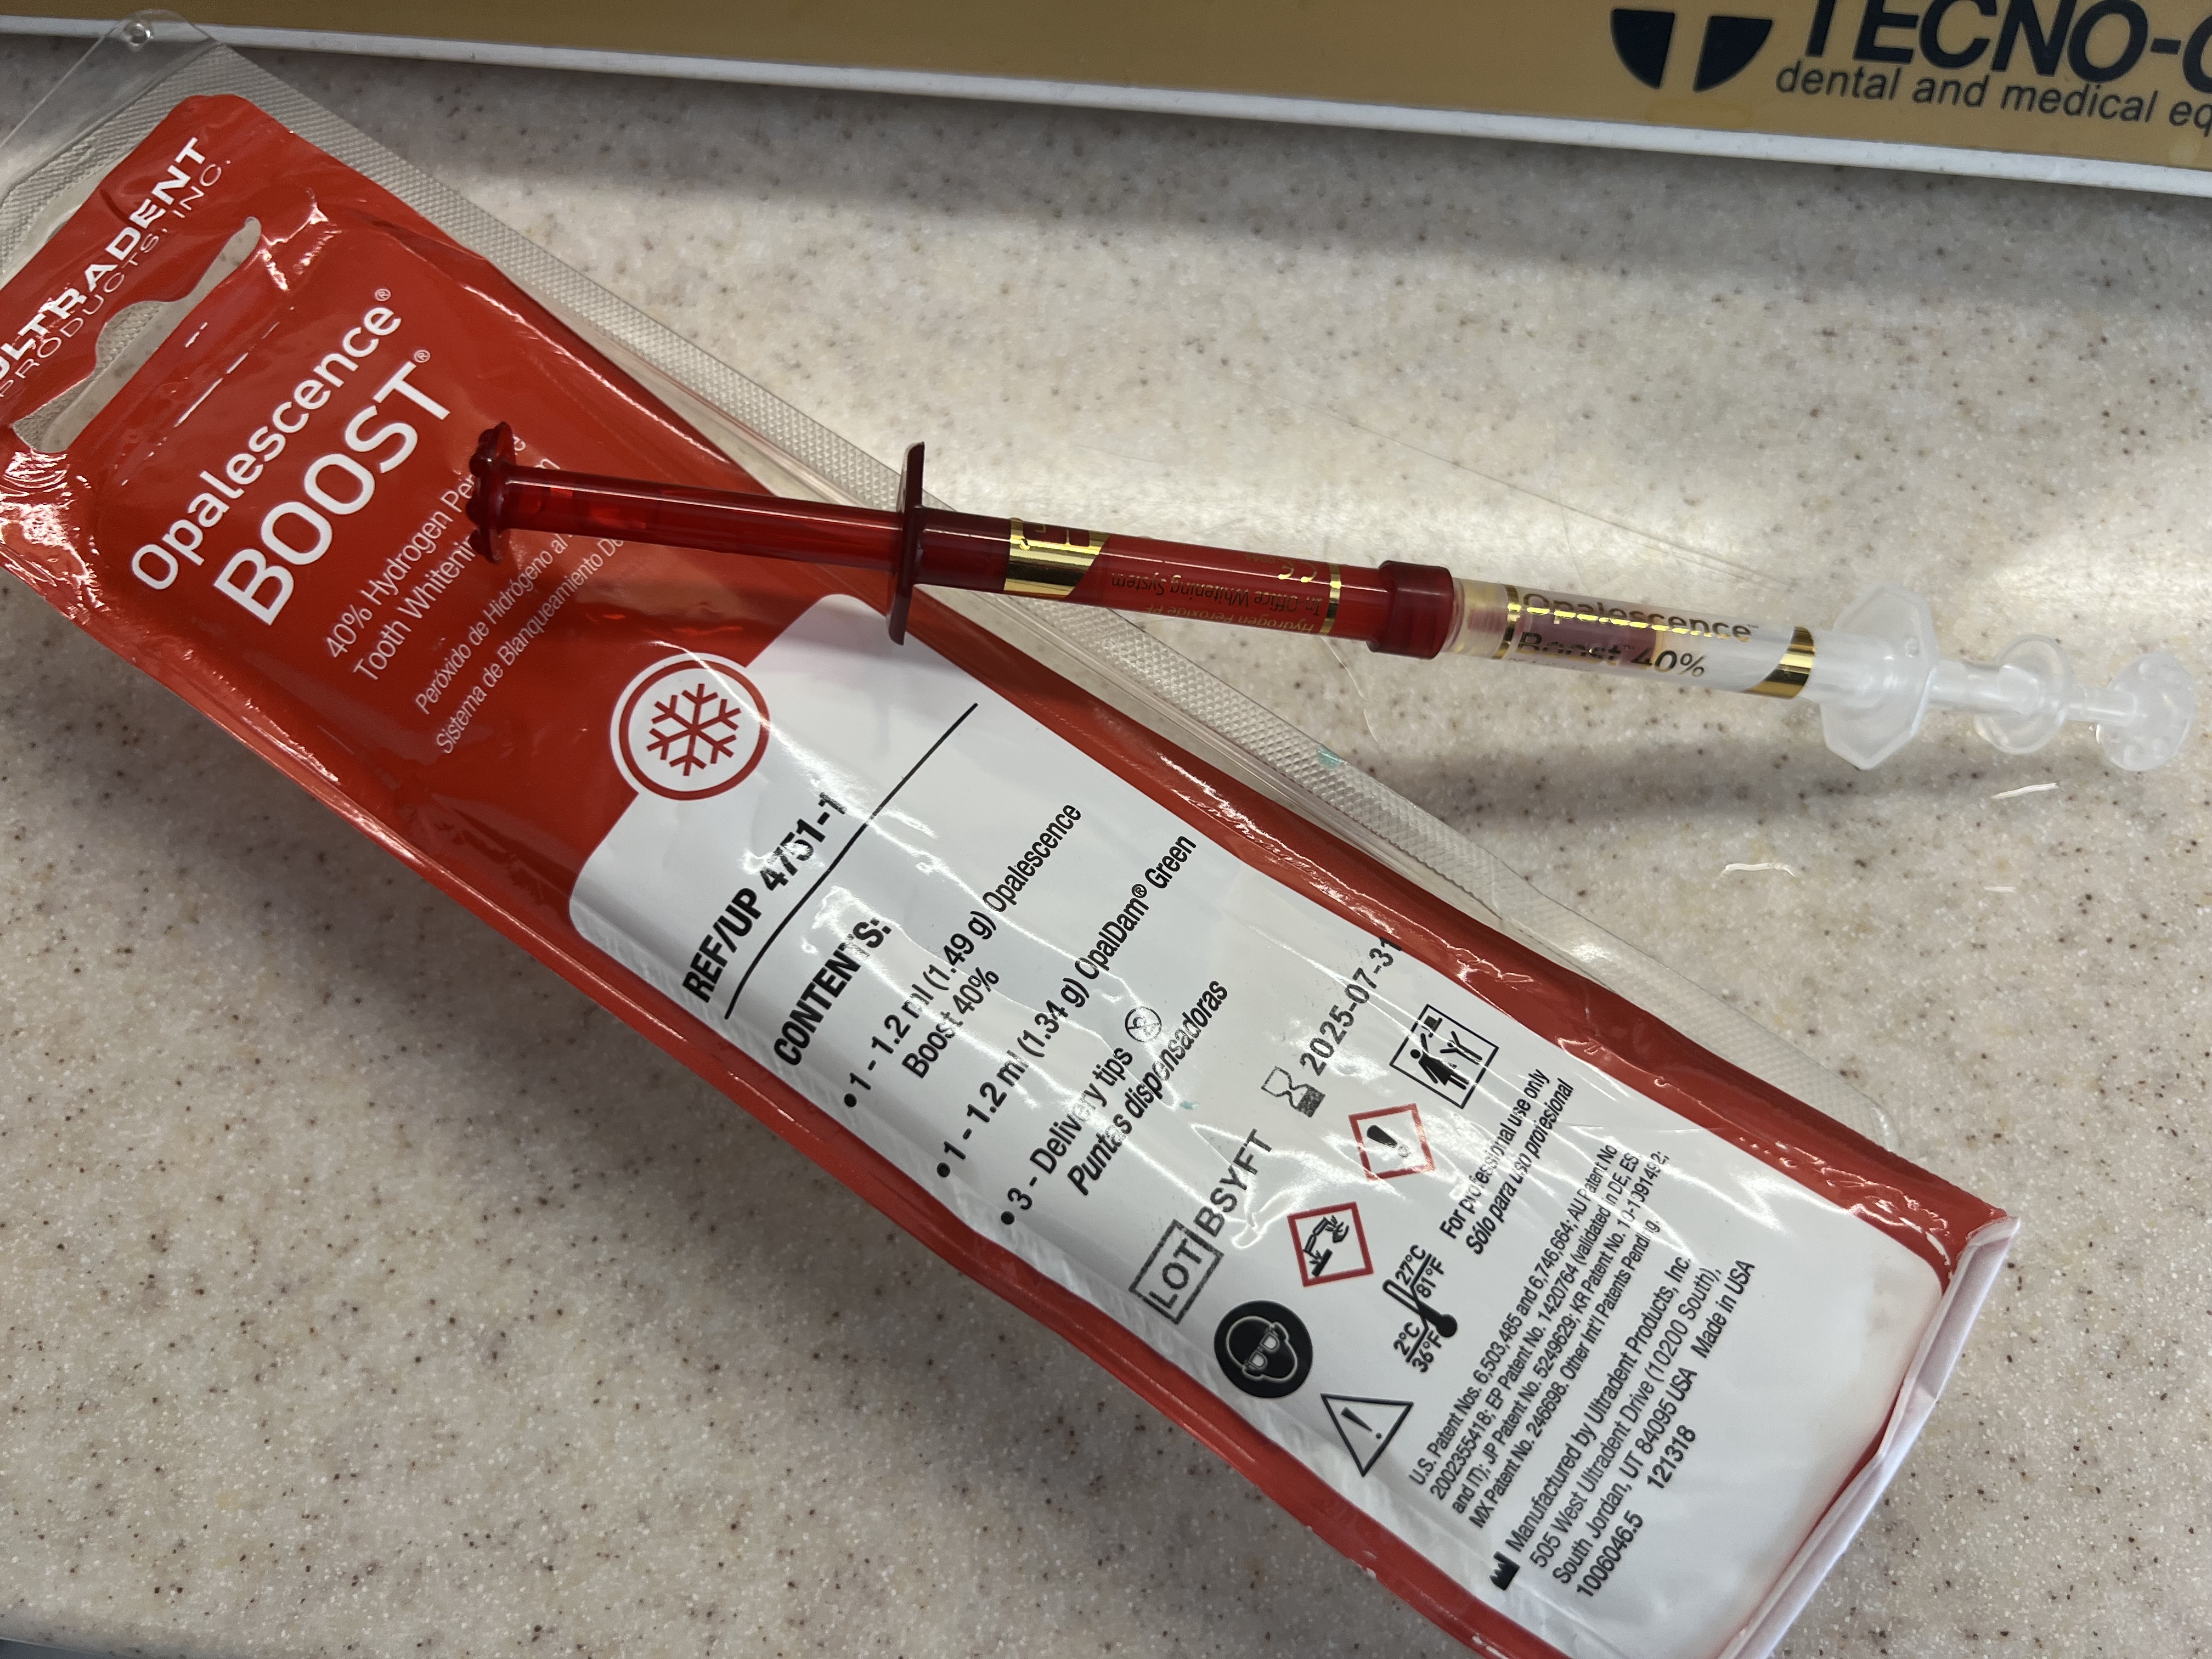 TECNO-
dental and medical eq
ULTRADENT
PRODUCTS, INC.
Opalescence®
BOOST®
40% Hydrogen
Tooth
Peróxido de Hidrógeno al
Sistema de Blanqueamiento
REF/UP 4751-1
CONTENTS:
• 1 - 1.2 ml (1.49 g) Opalescence
Boost 40%
• 1 - 1.2 ml (1.34 g) OpalDam® Green
• 3 - Delivery tips
Puntas dispensadoras
LOT BSYFT
2025-07-31
2°C
36°F
27°C
81°F
For professional use only
Sólo para uso profesional
U.S. Patent Nos. 6,503,485 and 6,746,664; AU Patent No
2002355418; EP Patent No. 1420764 (validated in DE, ES,
and IT); JP Patent No. 5249629; KR Patent No. 10-1091492;
MX Patent No. 246698. Other Int'l Patents Pending.
Manufactured by Ultradent Products, Inc.
505 West Ultradent Drive (10200 South),
South Jordan, UT 84095 USA Made in USA
1006046.5 121318
Hydrogen Peroxide
In Office Whitening System
CE
Opalescence™
Boost™ 40%